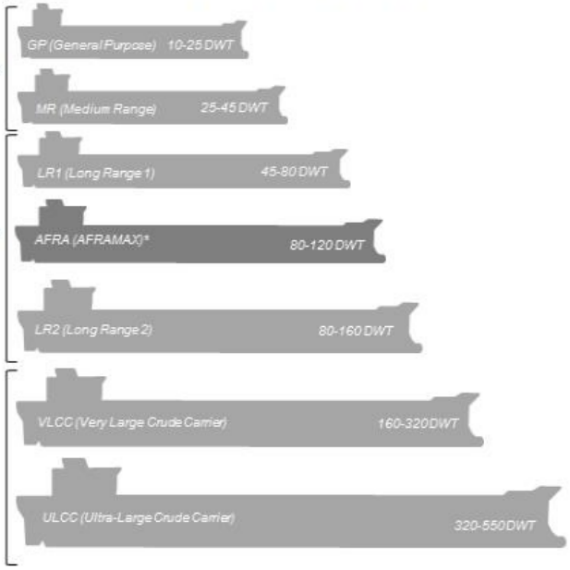 GP (General Purpose) 10-25 DWT
MR (Medium Range) 25-45 DWT
LR1 (Long Range 1) 45-80 DWT
AFRA (AFRAMAX)* 80-120 DWT
LR2 (Long Range 2) 80-160 DWT
VLCC (Very Large Crude Carrier) 160-320DWT
ULCC (Ultra-Large Crude Carrier) 320-550DWT